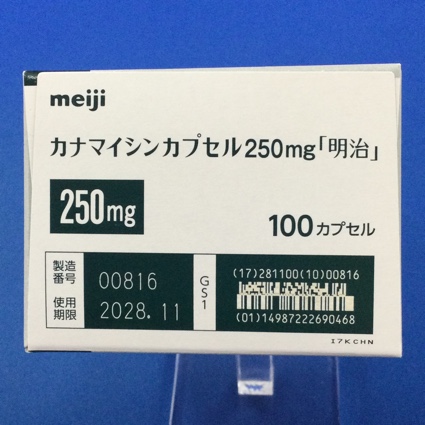 meiji
カナマイシンカプセル250mg「明治」
250mg
100カプセル
製造番号 00816
使用期限 2028.11
GS1
(17)281100(10)00816
(01)14987222690468
I7KCHN